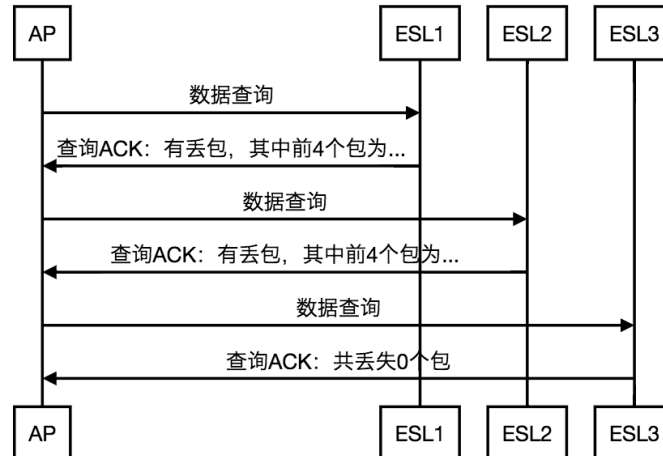 AP
ESL1
ESL2
ESL3
数据查询
查询ACK：有丢包，其中前4个包为...
数据查询
查询ACK：有丢包，其中前4个包为...
数据查询
查询ACK：共丢失0个包
AP
ESL1
ESL2
ESL3